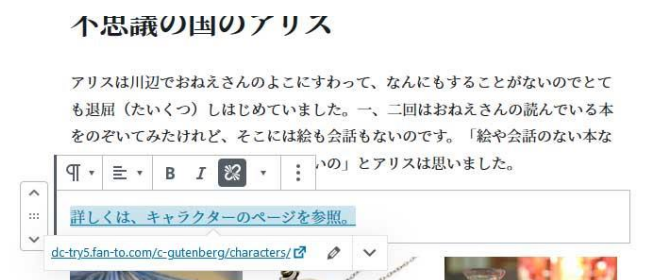 不思議の国のアリス
アリスは川辺でおねえさんのよこにすわって、なんにもすることがないのでとて
も退屈（たいくつ）しはじめていました。一、二回はおねえさんの読んでいる本
をのぞいてみたけれど、そこには絵も会話もないのです。「絵や会話のない本な
いの」とアリスは思いました。
B I
詳しくは、キャラクターのページを参照。
dc-try5.fan-to.com/c-gutenberg/characters/